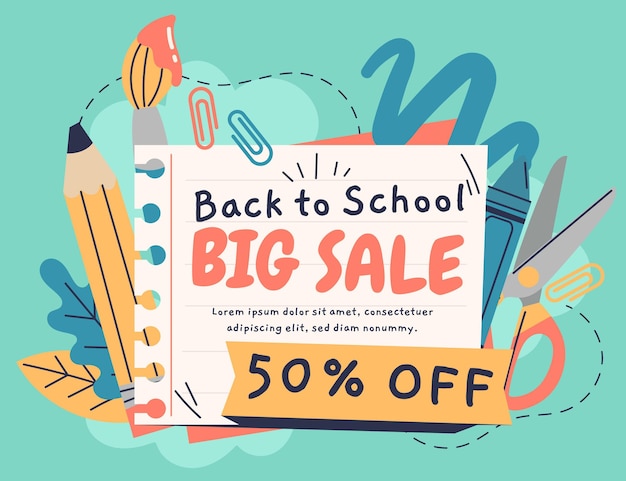 Back to School
BIG SALE
Lorem ipsum dolor sit amet, consectetuer
adipiscing elit, sed diam nonummy.
50% OFF